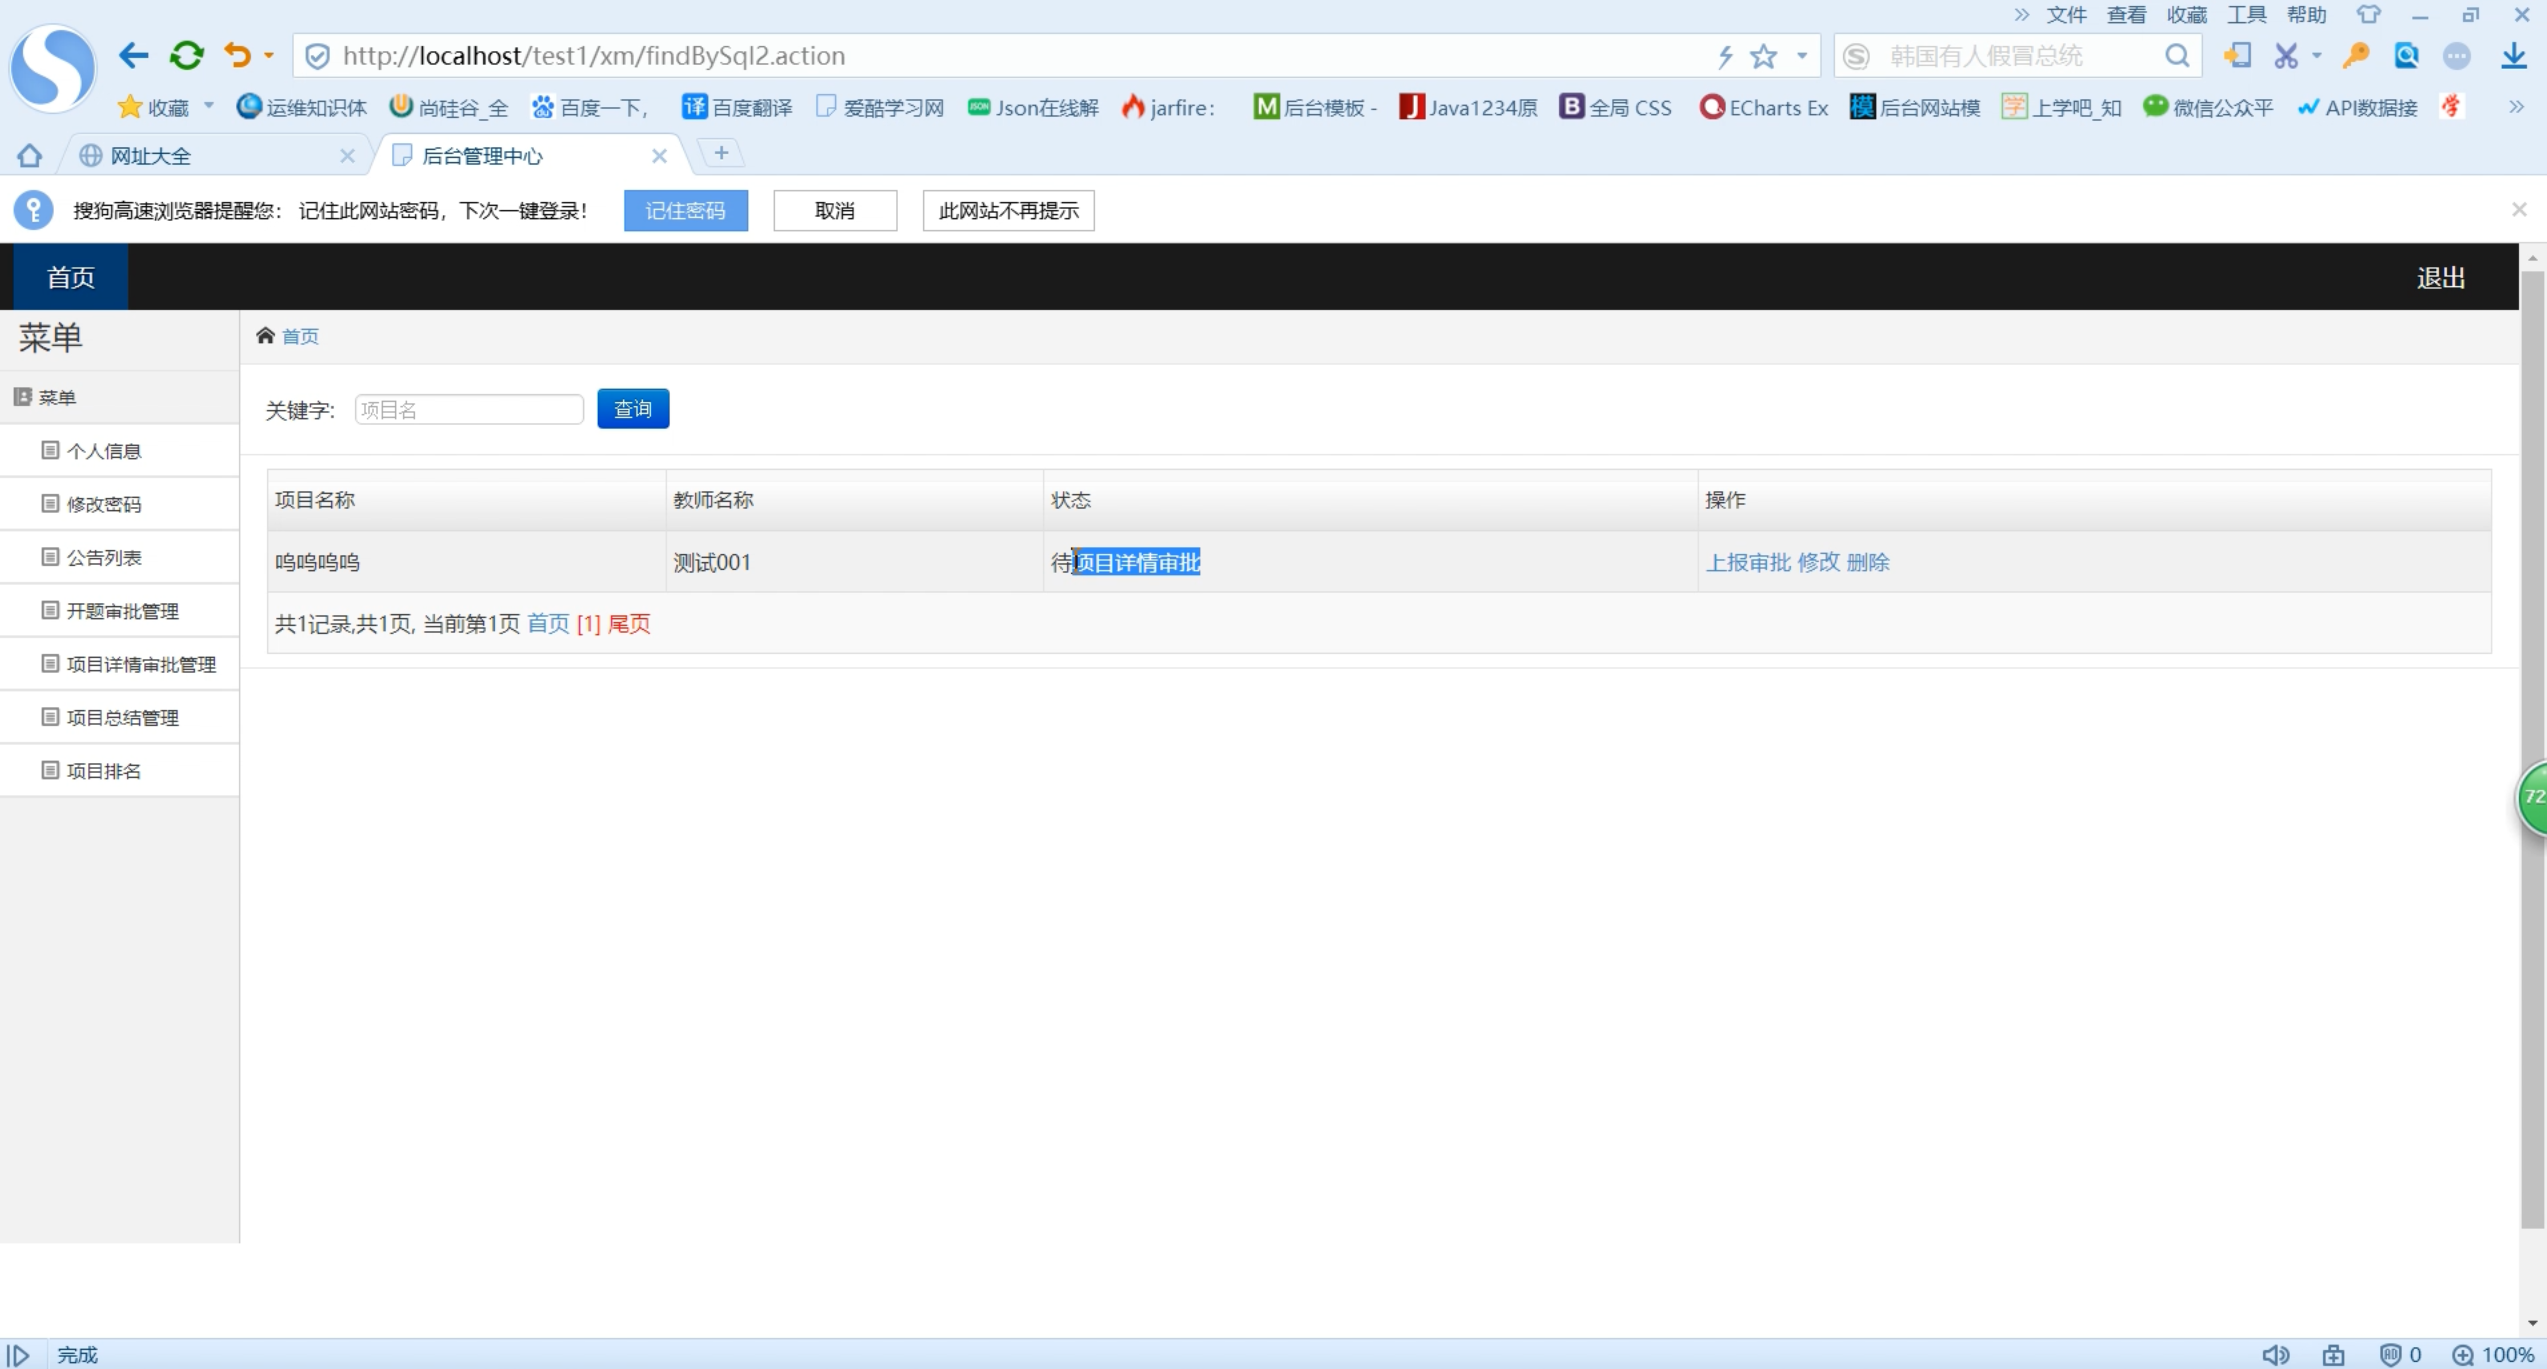 » 文件 查看 收藏 工具 帮助
http://localhost/test1/xm/findBySql2.action 韩国有人假冒总统
收藏 运维知识体 尚硅谷_全 百度一下, 译 百度翻译 爱酷学习网 JSON Json在线解 jarfire: M 后台模板 - J Java1234原 B 全局 CSS ECharts Ex 模 后台网站模 学 上学吧_知 微信公众平 API数据接 学 »
网址大全 后台管理中心
搜狗高速浏览器提醒您： 记住此网站密码，下次一键登录！ 记住密码 取消 此网站不再提示
首页 退出
菜单
首页
菜单
关键字: 项目名 查询
个人信息
修改密码
公告列表
开题审批管理
项目详情审批管理
项目总结管理
项目排名
项目名称 教师名称 状态 操作
呜呜呜呜 测试001 待项目详情审批 上报审批 修改 删除
共1记录,共1页, 当前第1页 首页 [1] 尾页
72
完成 0 100%